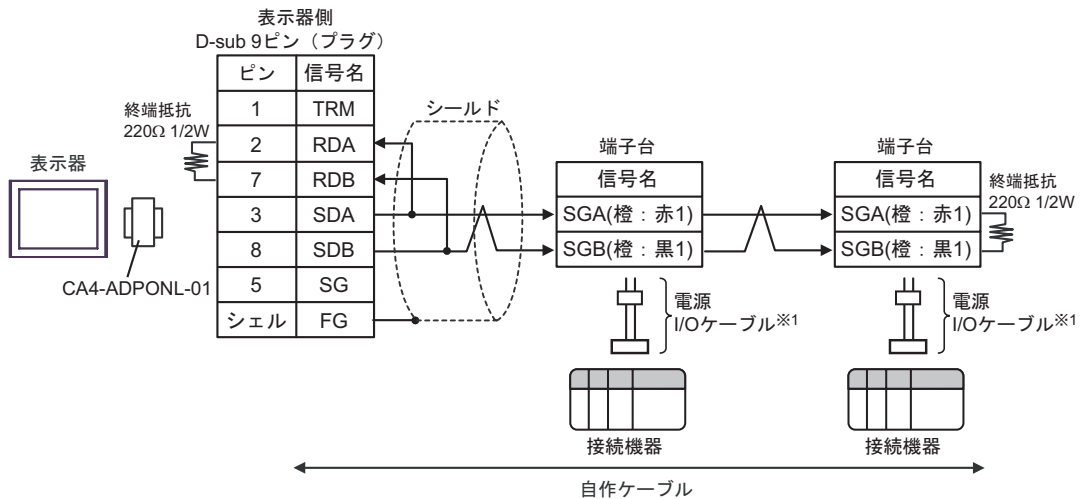 表示器側
D-sub 9ピン（プラグ）
ピン 信号名
1 TRM
2 RDA
7 RDB
3 SDA
8 SDB
5 SG
シェル FG
終端抵抗
220Ω 1/2W
表示器
CA4-ADPONL-01
シールド
端子台
信号名
SGA(橙：赤1)
SGB(橙：黒1)
電源
I/Oケーブル※1
接続機器
端子台
信号名
SGA(橙：赤1)
SGB(橙：黒1)
終端抵抗
220Ω 1/2W
電源
I/Oケーブル※1
接続機器
自作ケーブル